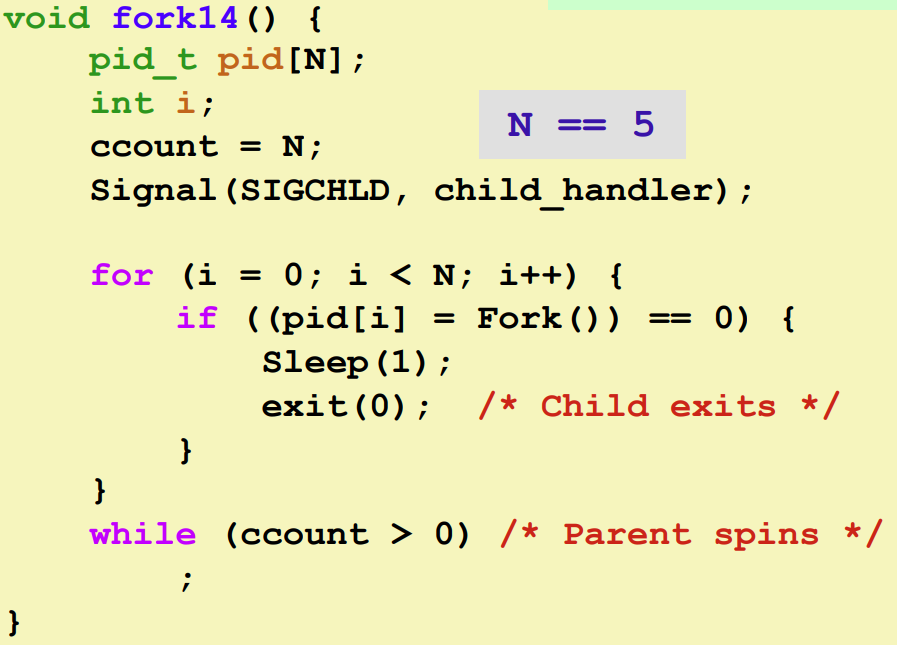 void fork14() {
    pid_t pid[N];
    int i;
    ccount = N;
    N == 5
    Signal(SIGCHLD, child_handler);

    for (i = 0; i < N; i++) {
        if ((pid[i] = Fork()) == 0) {
            Sleep(1);
            exit(0);  /* Child exits */
        }
    }
    while (ccount > 0) /* Parent spins */
        ;
}